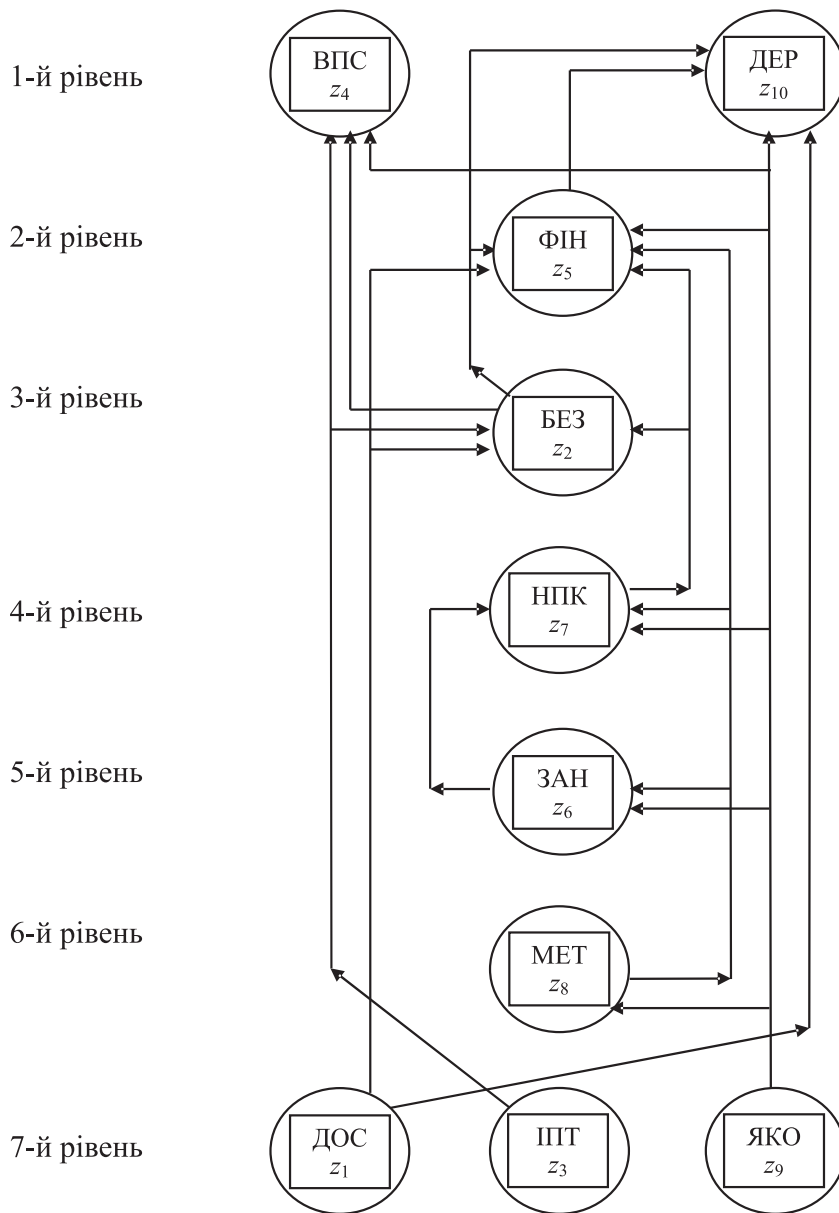 1-й рівень
ВПС
z4
ДЕР
z10
2-й рівень
ФІН
z5
3-й рівень
БЕЗ
z2
4-й рівень
НПК
z7
5-й рівень
ЗАН
z6
6-й рівень
МЕТ
z8
7-й рівень
ДОС
z1
ІПТ
z3
ЯКО
z9